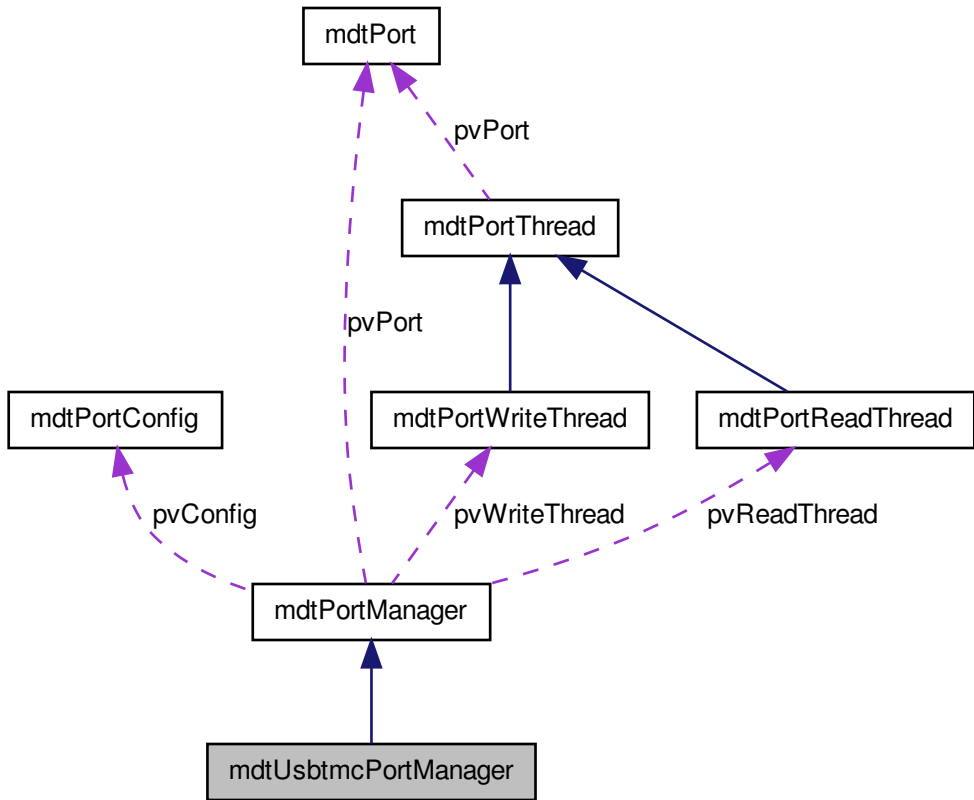 mdtPort
pvPort
mdtPortThread
pvPort
mdtPortConfig
mdtPortWriteThread
mdtPortReadThread
pvConfig
pvWriteThread
pvReadThread
mdtPortManager
mdtUsbtmcPortManager